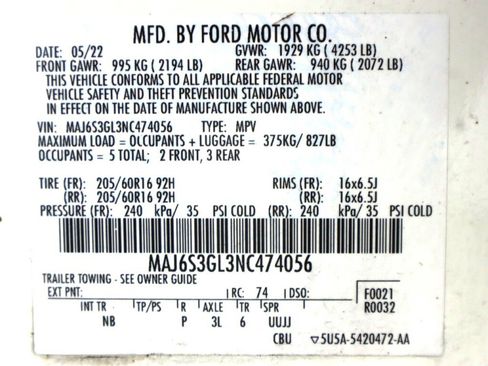 MFD. BY FORD MOTOR CO.
DATE: 05/22 GVWR: 1929 KG (4253 LB)
FRONT GAWR: 995 KG (2194 LB) REAR GAWR: 940 KG (2072 LB)
THIS VEHICLE CONFORMS TO ALL APPLICABLE FEDERAL MOTOR
VEHICLE SAFETY AND THEFT PREVENTION STANDARDS
IN EFFECT ON THE DATE OF MANUFACTURE SHOWN ABOVE.
VIN: MAJ6S3GL3NC474056 TYPE: MPV
MAXIMUM LOAD = OCCUPANTS + LUGGAGE = 375KG/ 827LB
OCCUPANTS = 5 TOTAL; 2 FRONT, 3 REAR
TIRE (FR): 205/60R16 92H RIMS (FR): 16x6.5J
(RR): 205/60R16 92H (RR): 16x6.5J
PRESSURE (FR): 240 kPa/ 35 PSI COLD (RR): 240 kPa/ 35 PSI COLD
MAJ6S3GL3NC474056
TRAILER TOWING - SEE OWNER GUIDE
EXT PNT: RC: 74 DSO: F0021
INT TR TP/PS R AXLE TR SPR R0032
NB P 3L 6 UUJJ
CBU ▽5U5A-5420472-AA